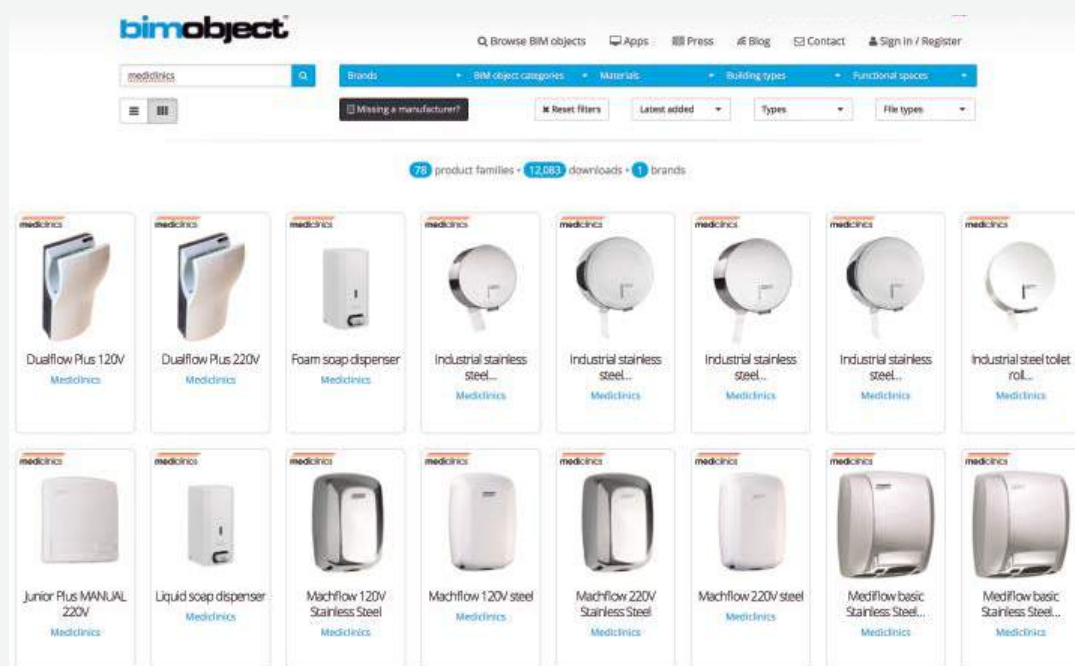 bimobject
Browse BIM objects Apps Press Blog Contact Sign in / Register
mediclinics Brands BIM object categories Materials Building types Functional spaces
Missing a manufacturer? Reset filters Latest added Types File types
78 product families • 12,083 downloads • 1 brands
mediclinics mediclinics mediclinics mediclinics mediclinics mediclinics mediclinics mediclinics
Dualflow Plus 120V Dualflow Plus 220V Foam soap dispenser Industrial stainless Industrial stainless Industrial stainless Industrial stainless Industrial steel toilet
steel... steel... steel... steel... roll...
Mediclinics Mediclinics Mediclinics Mediclinics Mediclinics Mediclinics Mediclinics Mediclinics
mediclinics mediclinics mediclinics mediclinics mediclinics mediclinics mediclinics mediclinics
Junior Plus MANUAL Liquid soap dispenser Machflow 120V Machflow 120V steel Machflow 220V Machflow 220V steel Mediflow basic Mediflow basic
220V Stainless Steel Stainless Steel Stainless Steel... Stainless Steel...
Mediclinics Mediclinics Mediclinics Mediclinics Mediclinics Mediclinics Mediclinics Mediclinics